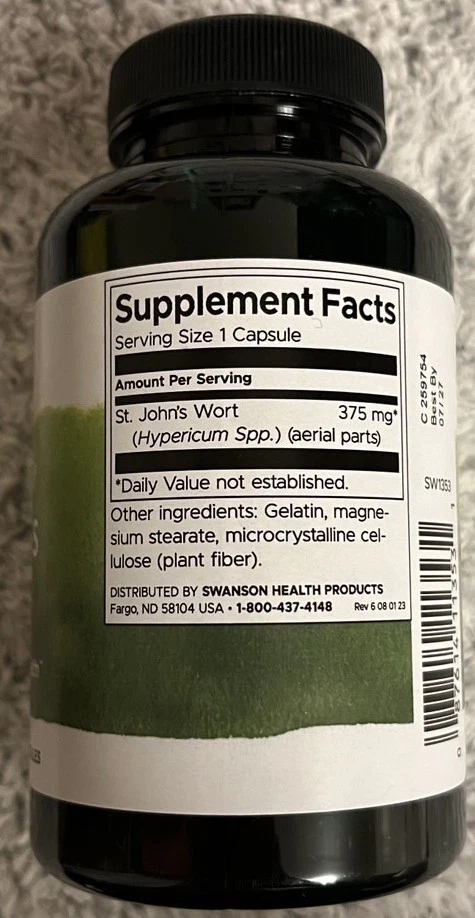 Supplement Facts
Serving Size 1 Capsule
Amount Per Serving
St. John's Wort 375 mg*
(Hypericum Spp.) (aerial parts)
*Daily Value not established.
Other ingredients: Gelatin, magne-
sium stearate, microcrystalline cel-
lulose (plant fiber).
DISTRIBUTED BY SWANSON HEALTH PRODUCTS
Fargo, ND 58104 USA • 1-800-437-4148 Rev 6 08 01 23
C 259754
Best By
07/27
SW1353